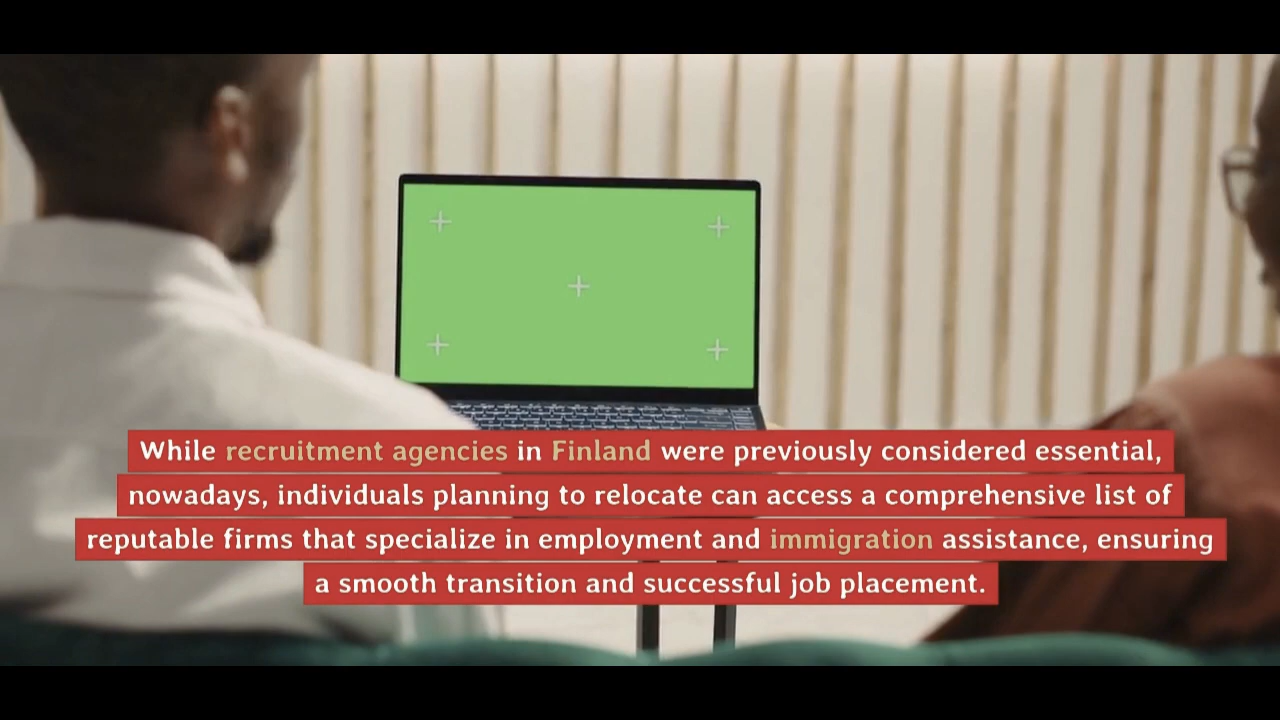 While recruitment agencies in Finland were previously considered essential,
nowadays, individuals planning to relocate can access a comprehensive list of
reputable firms that specialize in employment and immigration assistance, ensuring
a smooth transition and successful job placement.